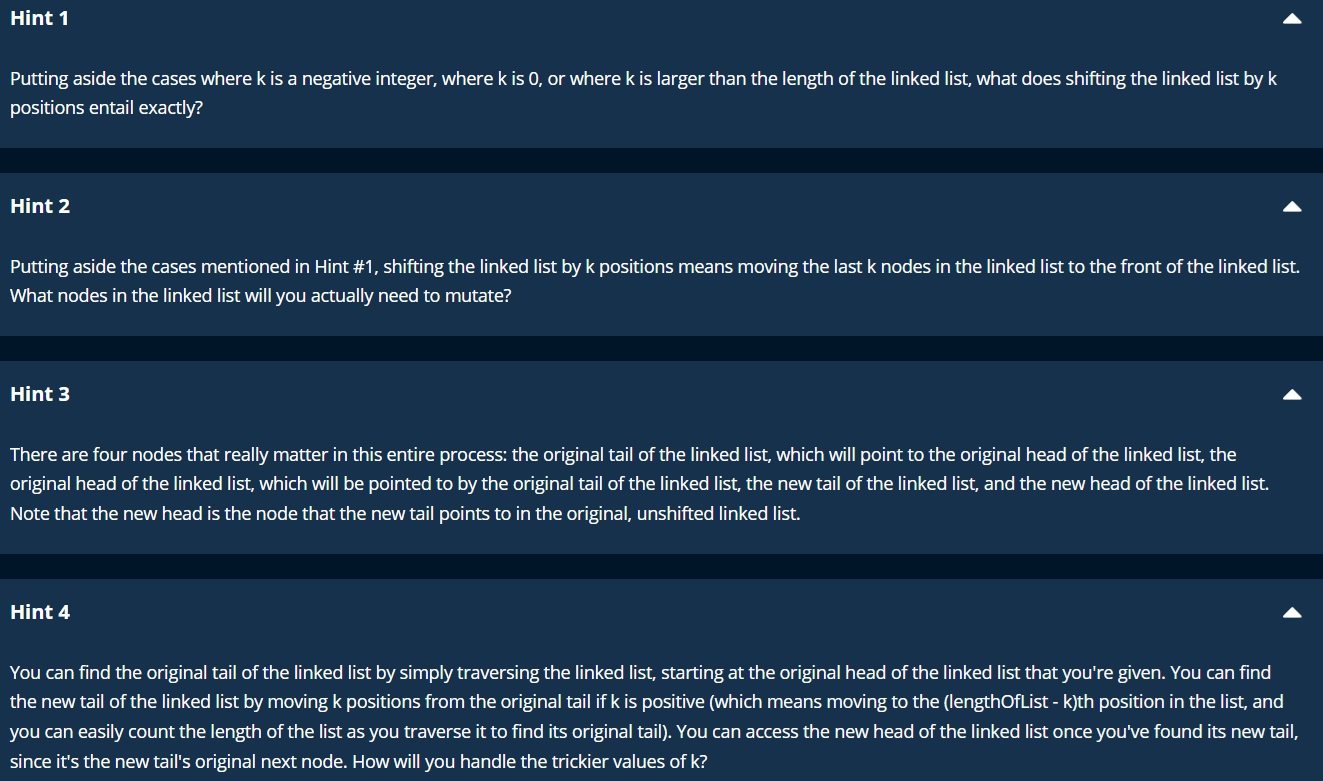 Hint 1
Putting aside the cases where k is a negative integer, where k is 0, or where k is larger than the length of the linked list, what does shifting the linked list by k
positions entail exactly?
Hint 2
Putting aside the cases mentioned in Hint #1, shifting the linked list by k positions means moving the last k nodes in the linked list to the front of the linked list.
What nodes in the linked list will you actually need to mutate?
Hint 3
There are four nodes that really matter in this entire process: the original tail of the linked list, which will point to the original head of the linked list, the
original head of the linked list, which will be pointed to by the original tail of the linked list, the new tail of the linked list, and the new head of the linked list.
Note that the new head is the node that the new tail points to in the original, unshifted linked list.
Hint 4
You can find the original tail of the linked list by simply traversing the linked list, starting at the original head of the linked list that you're given. You can find
the new tail of the linked list by moving k positions from the original tail if k is positive (which means moving to the (lengthOfList - k)th position in the list, and
you can easily count the length of the list as you traverse it to find its original tail). You can access the new head of the linked list once you've found its new tail,
since it's the new tail's original next node. How will you handle the trickier values of k?